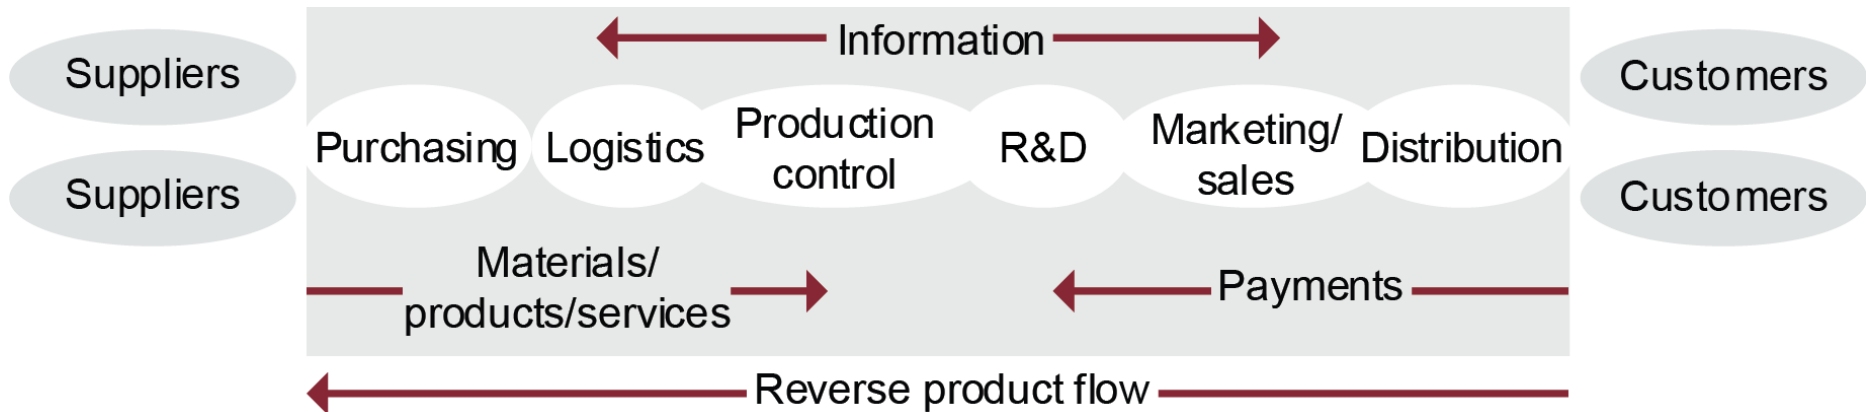 Information
Suppliers
Customers
Purchasing
Logistics
Production
control
R&D
Marketing/
sales
Distribution
Suppliers
Customers
Materials/
products/services
Payments
Reverse product flow